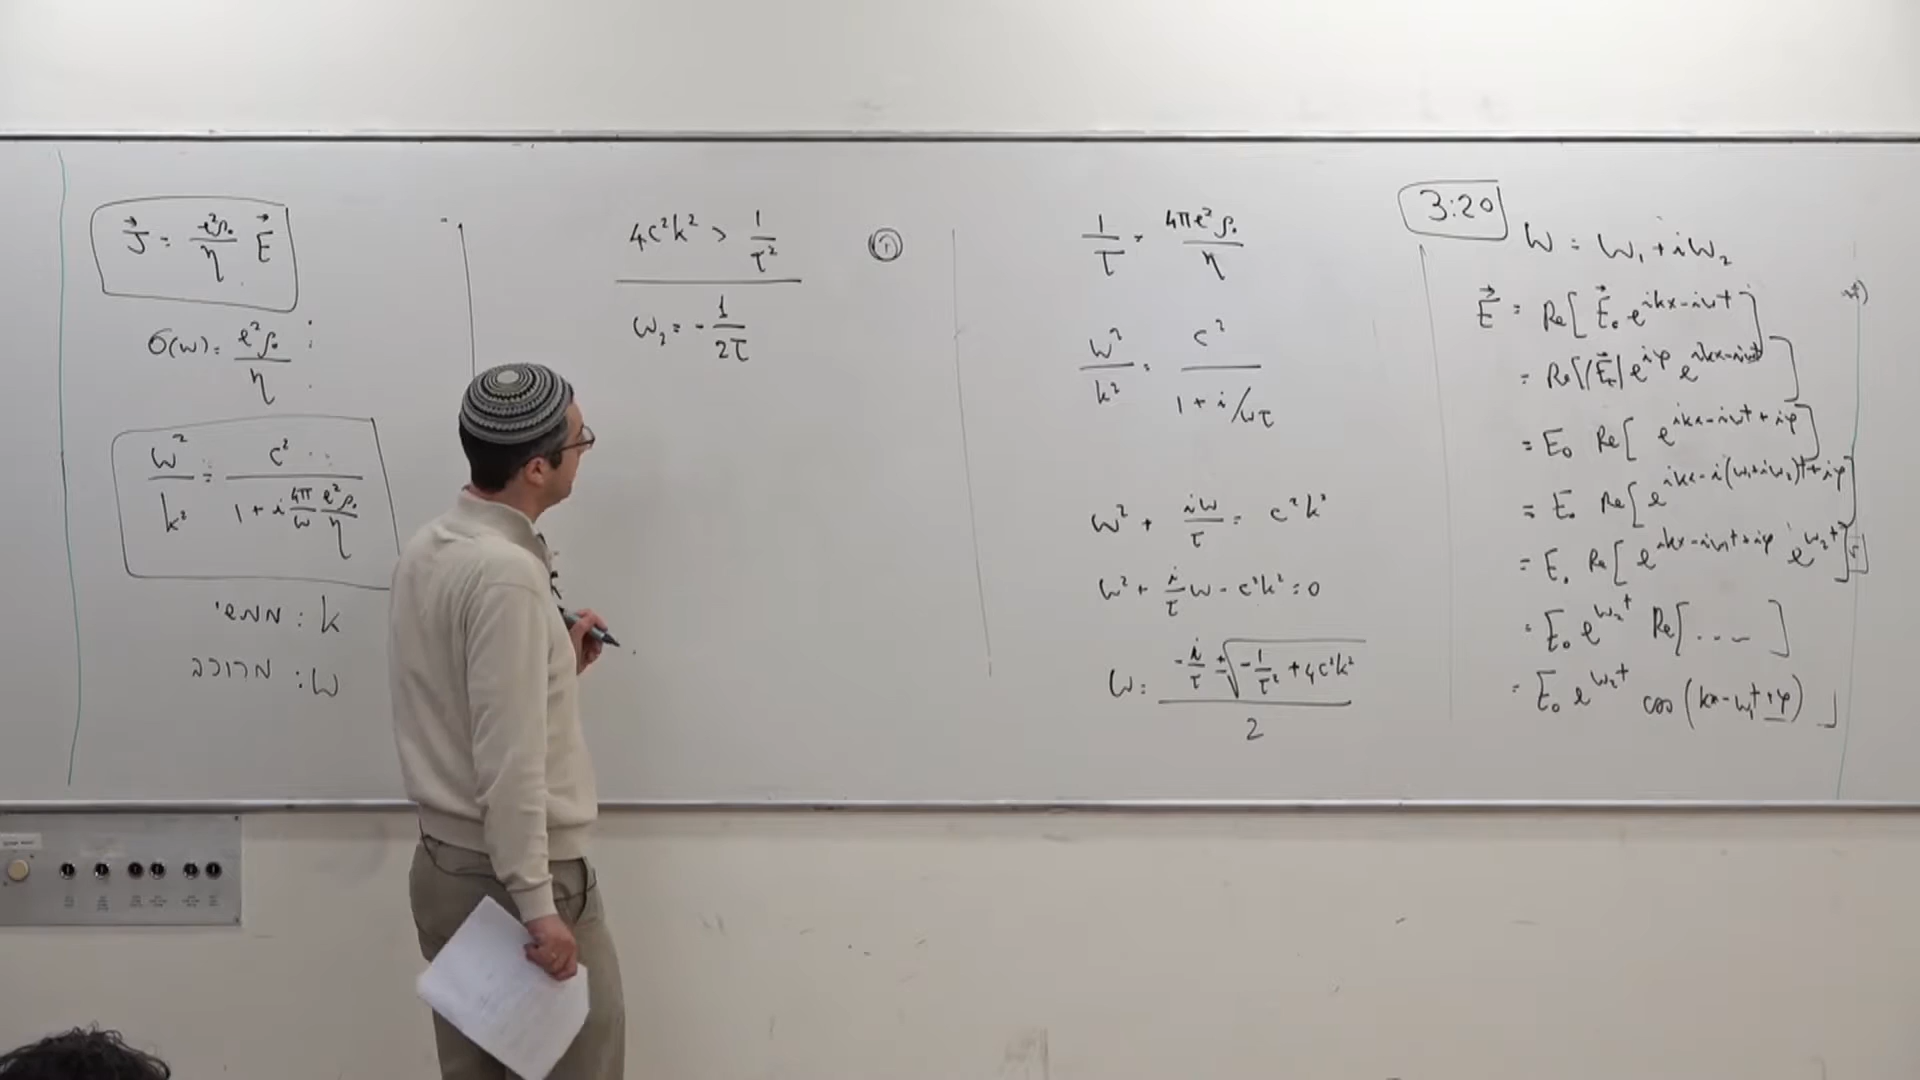 J⃗ = e²ρ₀/η E⃗
σ(ω) = e²ρ₀/η
ω²/k² = c²/(1 + i 4π/ω e²ρ₀/η)
k : ממשי
ω : מרוכב
4c²k² > 1/τ²
ω₂ = -1/2τ
①
1/τ = 4πe²ρ₀/η
ω²/k² = c²/(1 + i/ωτ)
ω² + iω/τ = c²k²
ω² + i/τ ω - c²k² = 0
ω = (-i/τ ± √(-1/τ² + 4c²k²))/2
3:20
ω = ω₁ + iω₂
E⃗ = Re[E⃗₀ e^{ikx-iωt}]
= Re[|E⃗₀| e^{iφ} e^{ikx-iωt}]
= E₀ Re[e^{ikx-iωt+iφ}]
= E₀ Re[e^{ikx-i(ω₁+iω₂)t+iφ}]
= E₀ Re[e^{ikx-iω₁t+iφ} e^{ω₂t}]
= E₀ e^{ω₂t} Re[....]
= E₀ e^{ω₂t} cos(kx-ω₁t+φ)